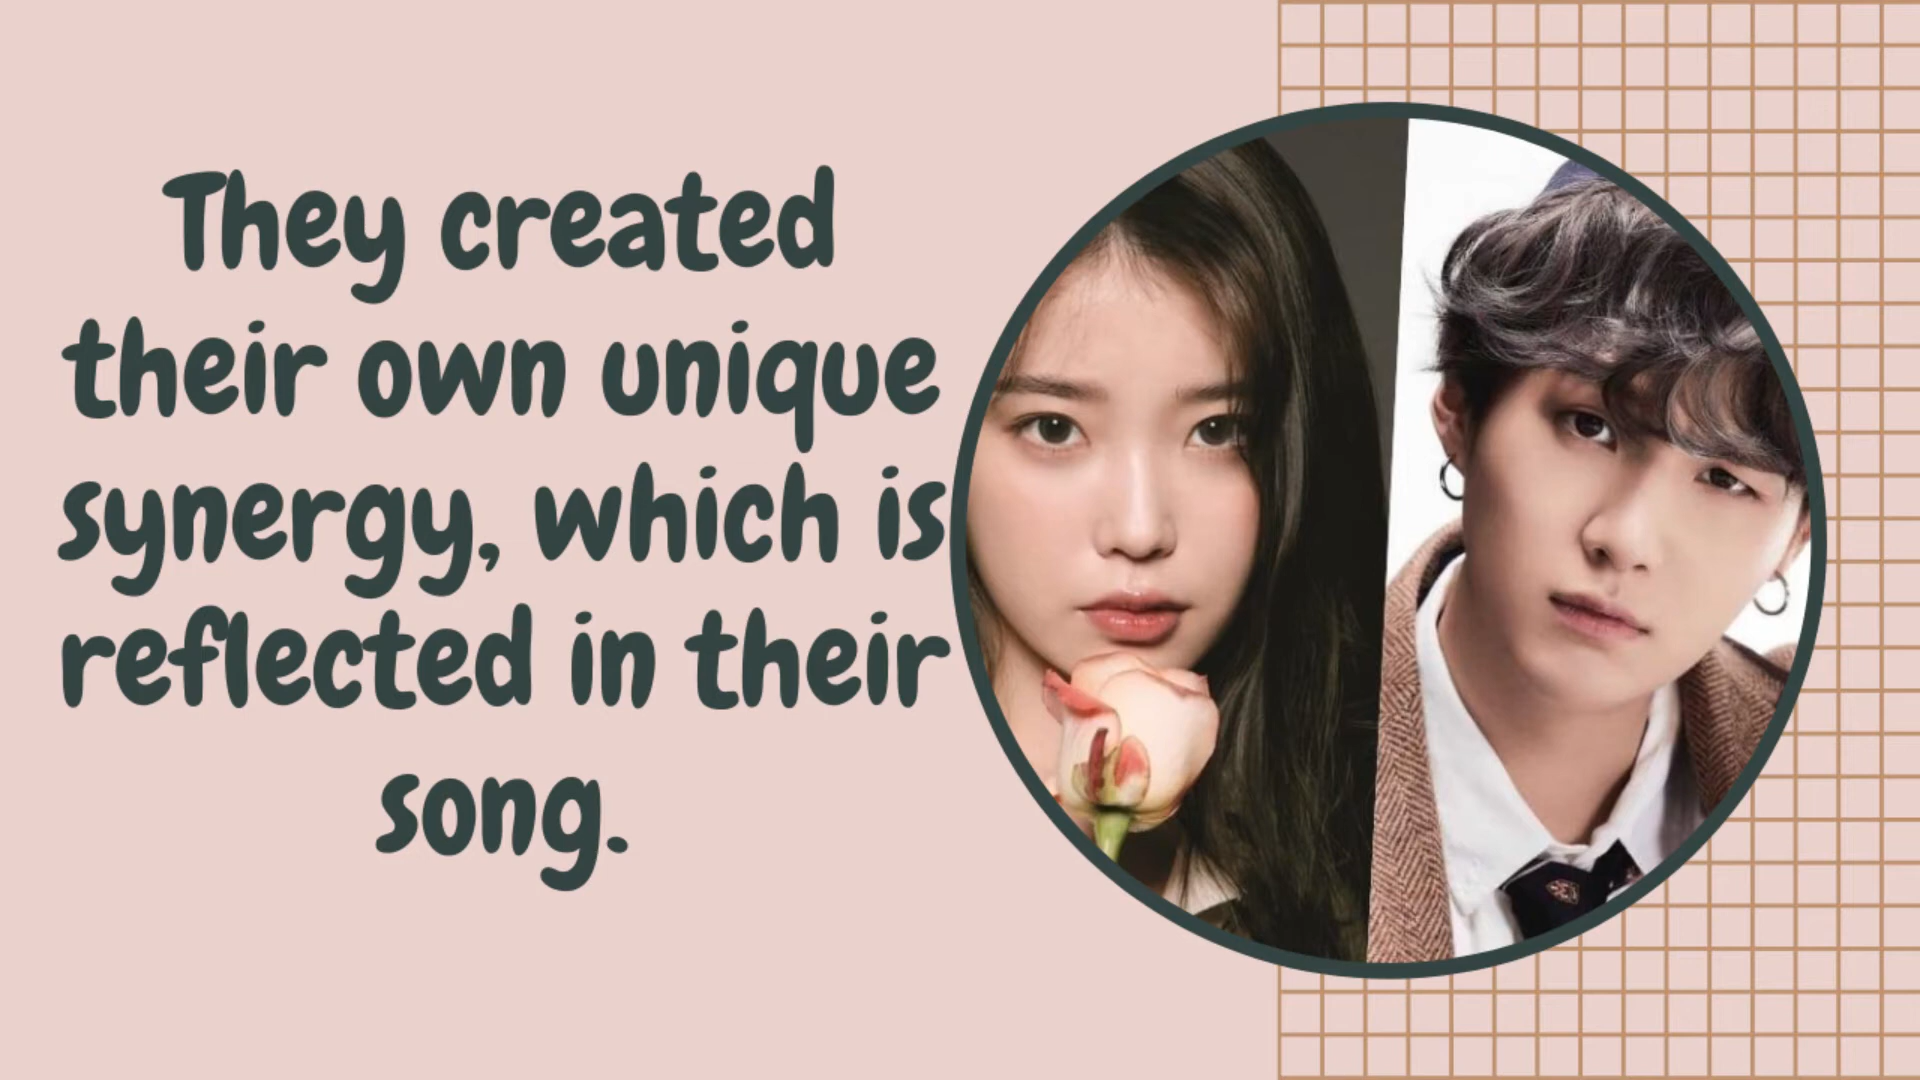 They created
their own unique
synergy, which is
reflected in their
song.